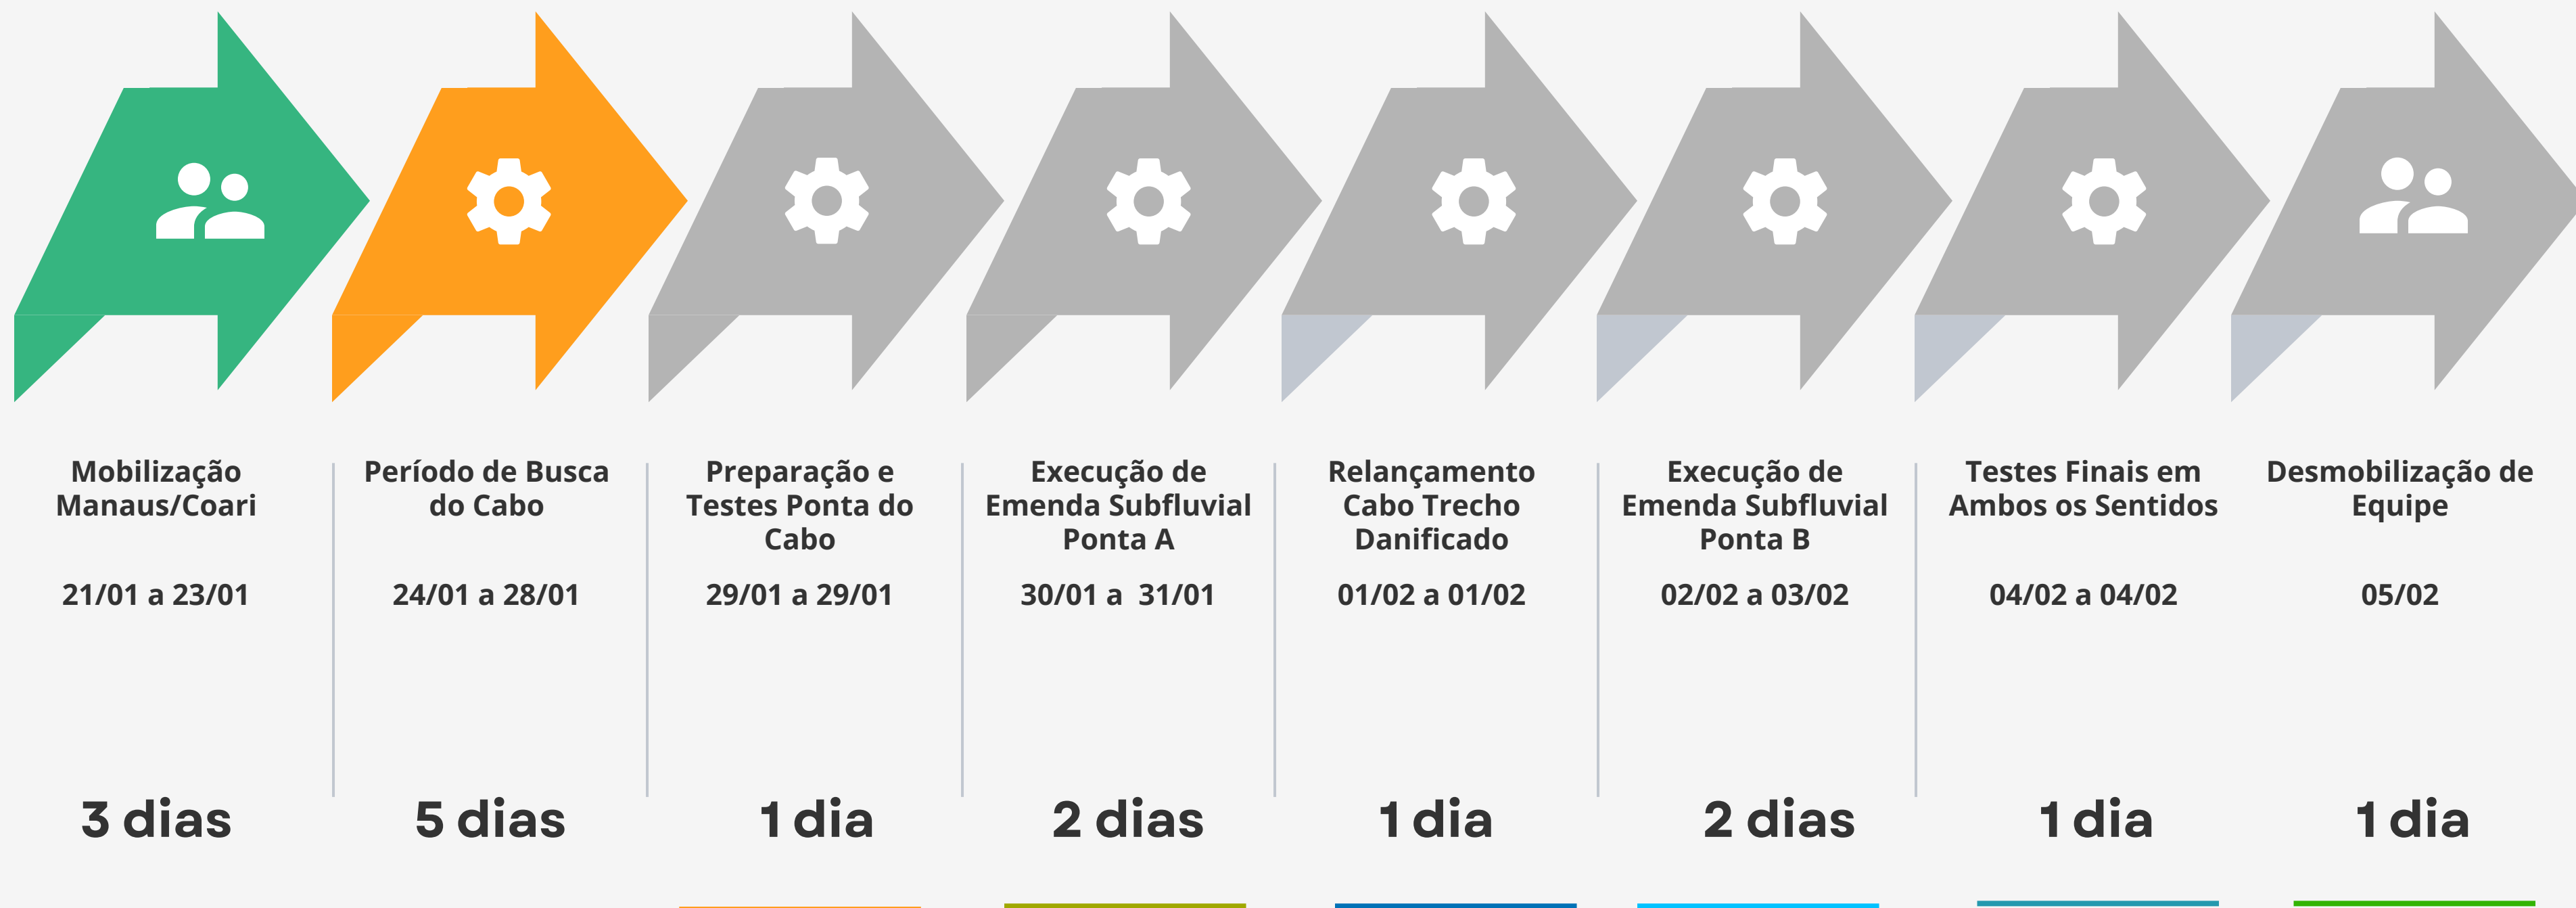 Mobilização
Manaus/Coari
21/01 a 23/01
3 dias
Período de Busca
do Cabo
24/01 a 28/01
5 dias
Preparação e
Testes Ponta do
Cabo
29/01 a 29/01
1 dia
Execução de
Emenda Subfluvial
Ponta A
30/01 a  31/01
2 dias
Relançamento
Cabo Trecho
Danificado
01/02 a 01/02
1 dia
Execução de
Emenda Subfluvial
Ponta B
02/02 a 03/02
2 dias
Testes Finais em
Ambos os Sentidos
04/02 a 04/02
1 dia
Desmobilização de
Equipe
05/02
1 dia